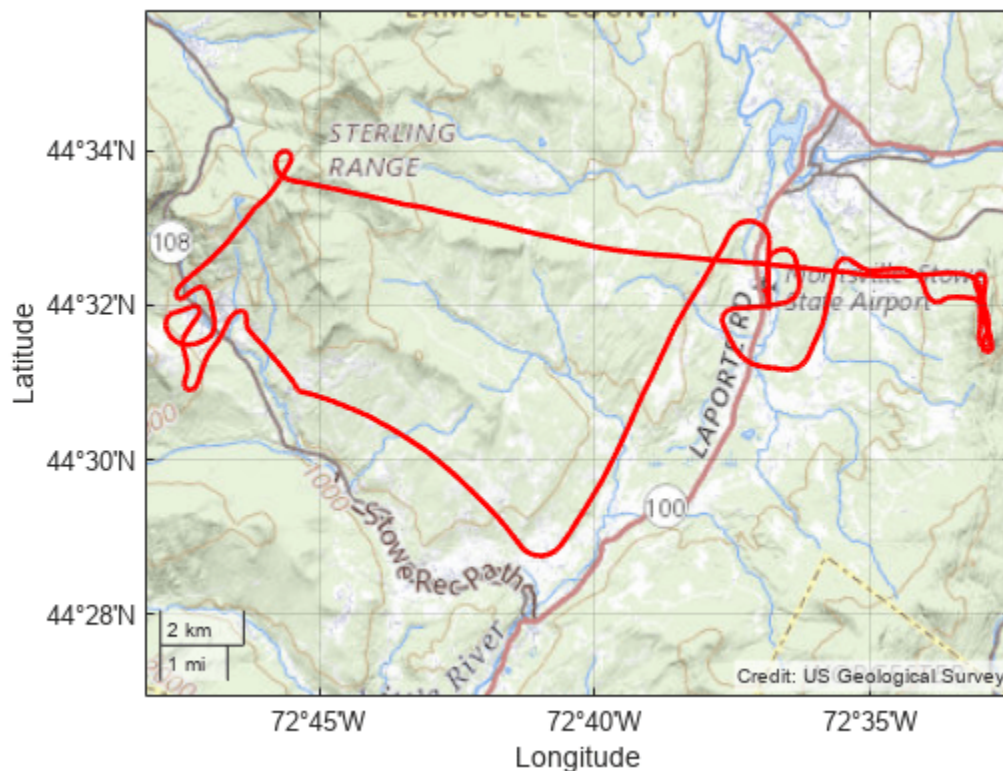 LAMOILLE COUNTY
44°34'N
STERLING
RANGE
108
44°32'N
Morrisville-Stowe
State Airport
LAPORTE RD
Latitude
44°30'N
1000
100
Stowe Rec Path
44°28'N
2 km
1 mi
Little River
Credit: US Geological Survey
72°45'W
72°40'W
72°35'W
Longitude